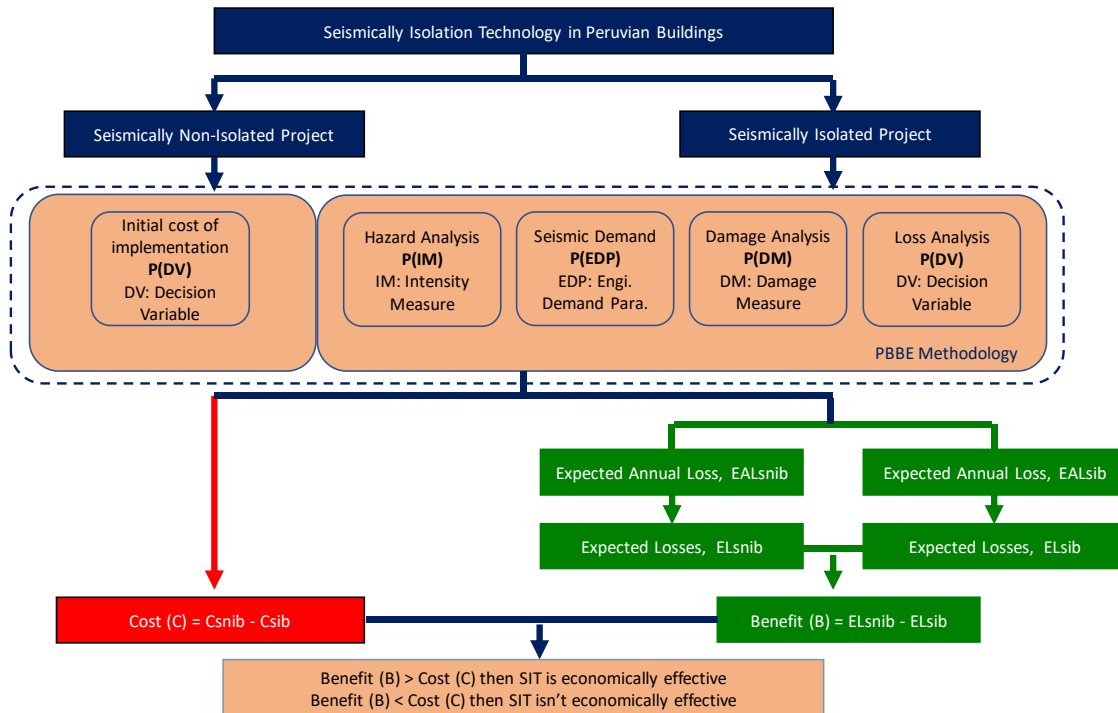 Seismically Isolation Technology in Peruvian Buildings
Seismically Non-Isolated Project
Seismically Isolated Project
Initial cost of
implementation
P(DV)
DV: Decision
Variable
Hazard Analysis
P(IM)
IM: Intensity
Measure
Seismic Demand
P(EDP)
EDP: Engi.
Demand Para.
Damage Analysis
P(DM)
DM: Damage
Measure
Loss Analysis
P(DV)
DV: Decision
Variable
PBBE Methodology
Expected Annual Loss, EALsnib
Expected Annual Loss, EALsib
Expected Losses, ELsnib
Expected Losses, ELsib
Cost (C) = Csnib - Csib
Benefit (B) = ELsnib - ELsib
Benefit (B) > Cost (C) then SIT is economically effective
Benefit (B) < Cost (C) then SIT isn't economically effective